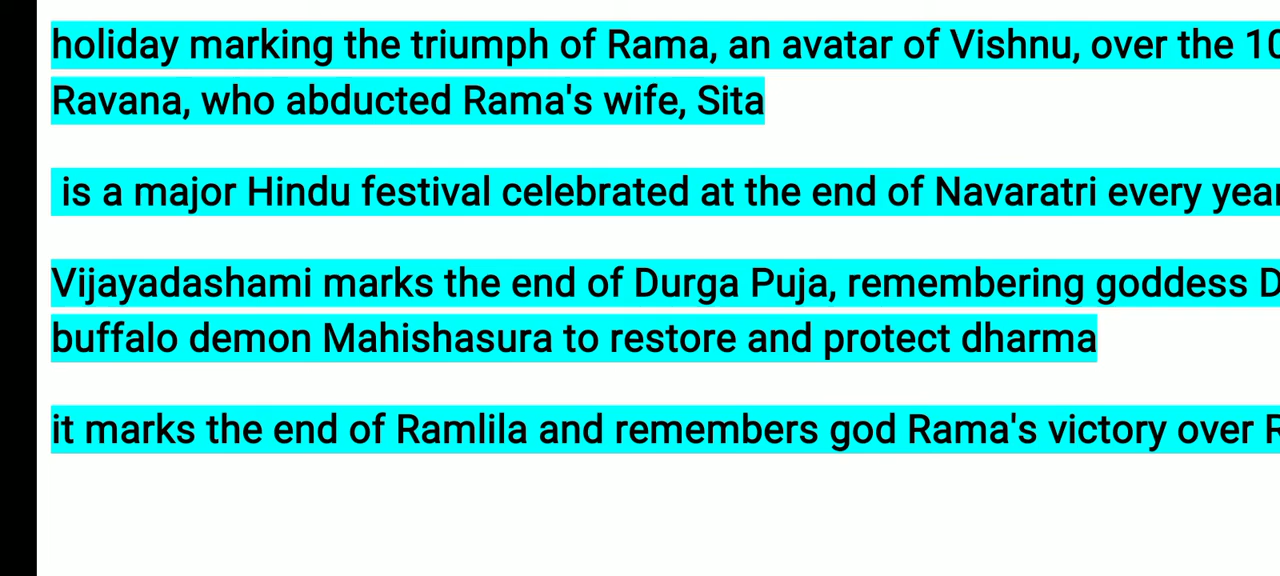 holiday marking the triumph of Rama, an avatar of Vishnu, over the 10
Ravana, who abducted Rama's wife, Sita
is a major Hindu festival celebrated at the end of Navaratri every year
Vijayadashami marks the end of Durga Puja, remembering goddess
buffalo demon Mahishasura to restore and protect dharma
it marks the end of Ramlila and remembers god Rama's victory over